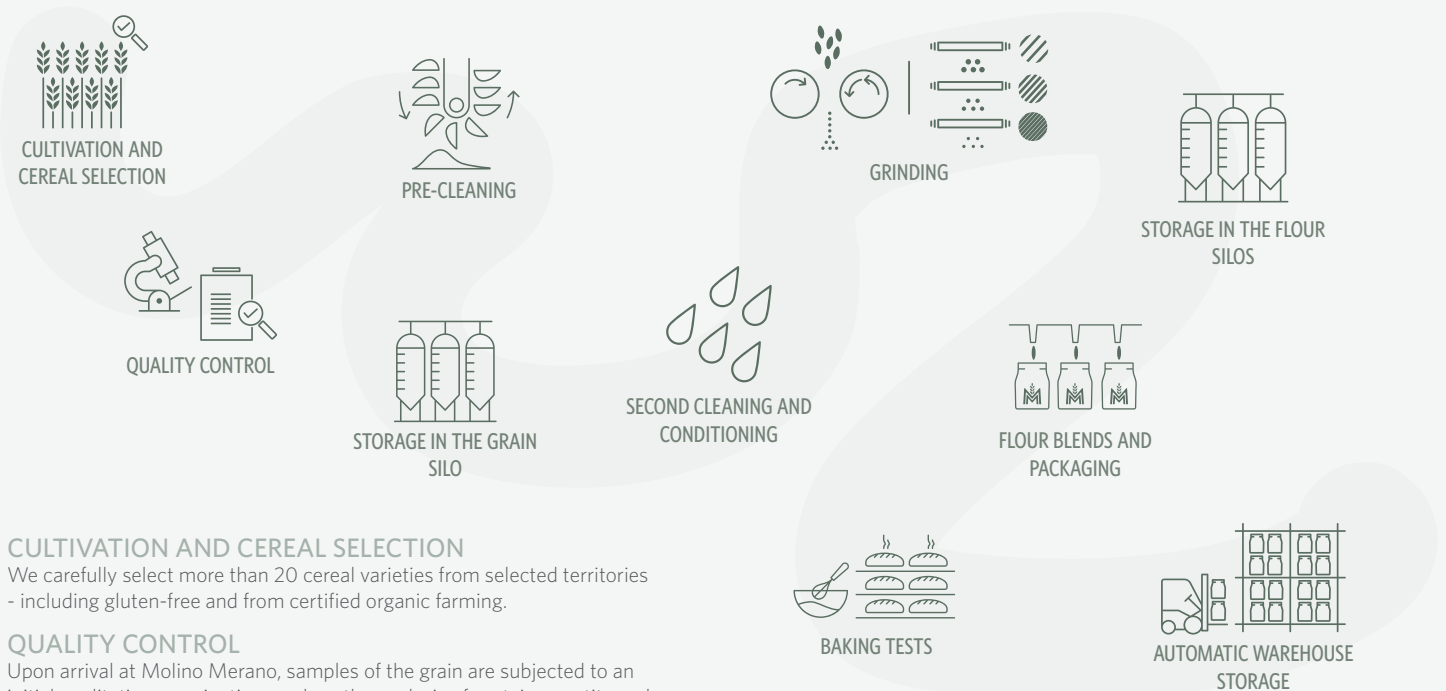 CULTIVATION AND
CEREAL SELECTION
PRE-CLEANING
GRINDING
STORAGE IN THE FLOUR
SILOS
QUALITY CONTROL
STORAGE IN THE GRAIN
SILO
SECOND CLEANING AND
CONDITIONING
FLOUR BLENDS AND
PACKAGING
BAKING TESTS
AUTOMATIC WAREHOUSE
STORAGE
CULTIVATION AND CEREAL SELECTION
We carefully select more than 20 cereal varieties from selected territories
- including gluten-free and from certified organic farming.
QUALITY CONTROL
Upon arrival at Molino Merano, samples of the grain are subjected to an